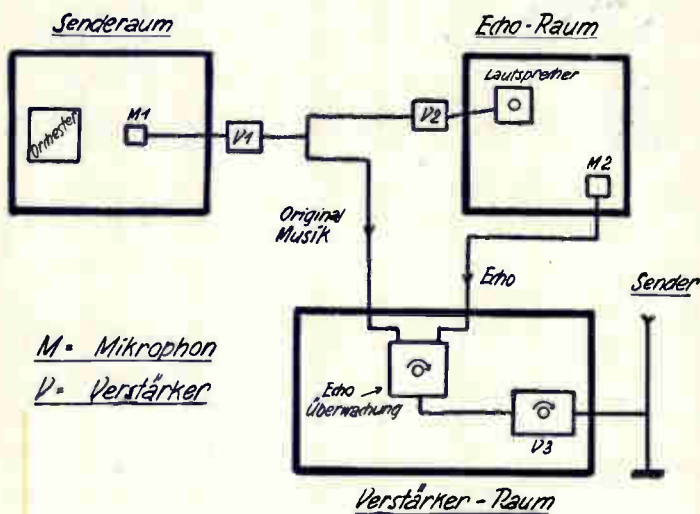 Senderaum
Echo-Raum
Orchester
M1
V1
V2
Lautsprecher
M2
Original
Musik
Echo
Sender
M = Mikrophon
V = Verstärker
Echo
Überwachung
V3
Verstärker-Raum